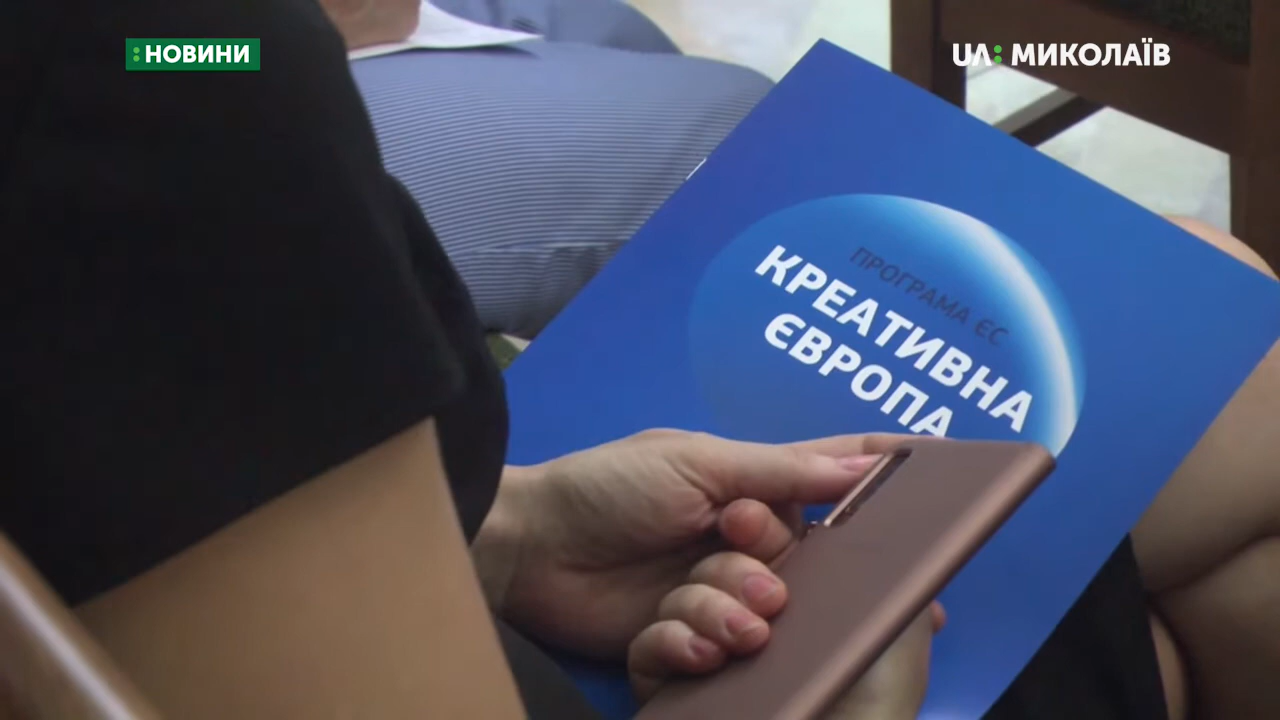 :НОВИНИ
UA: МИКОЛАЇВ
ПРОГРАМА ЄС
КРЕАТИВНА
ЄВРОПА